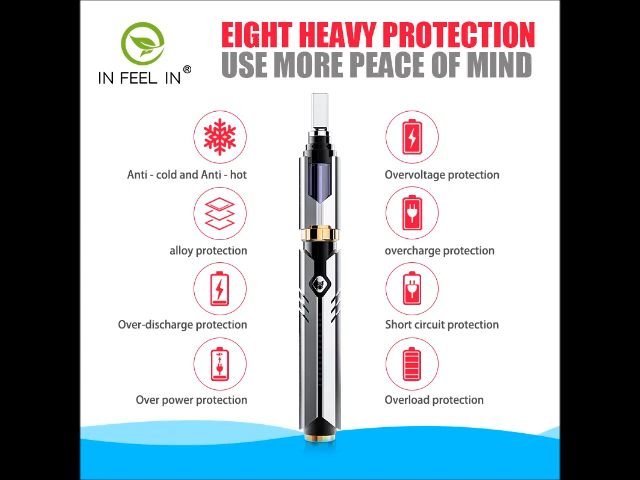 IN FEEL IN®
EIGHT HEAVY PROTECTION
USE MORE PEACE OF MIND
Anti - cold and Anti - hot
Overvoltage protection
alloy protection
overcharge protection
Over-discharge protection
Short circuit protection
Over power protection
Overload protection